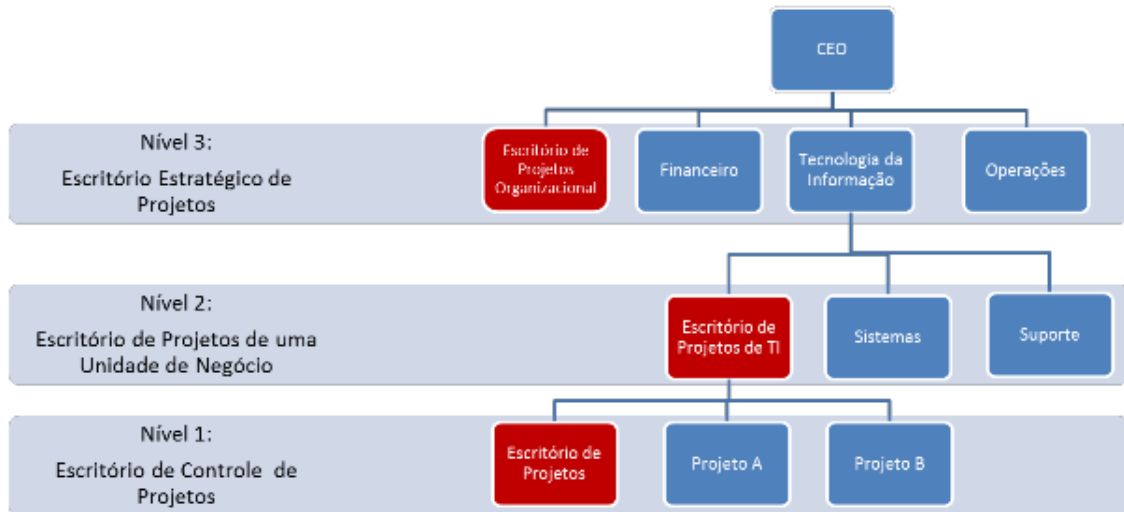 CEO
Nível 3:
Escritório Estratégico de
Projetos
Escritório de
Projetos
Organizacional
Financeiro
Tecnologia da
Informação
Operações
Nível 2:
Escritório de Projetos de uma
Unidade de Negócio
Escritório de
Projetos de TI
Sistemas
Suporte
Nível 1:
Escritório de Controle de
Projetos
Escritório de
Projetos
Projeto A
Projeto B